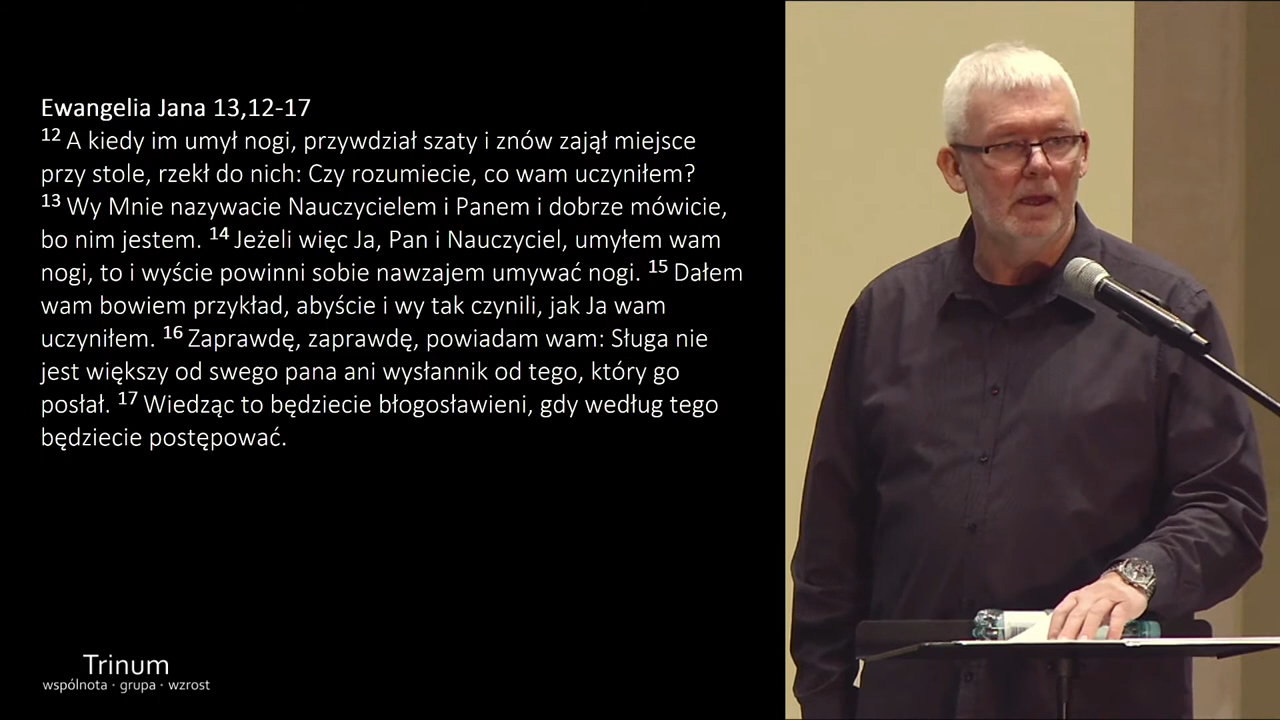 Ewangelia Jana 13,12-17
12 A kiedy im umył nogi, przywdział szaty i znów zajął miejsce
przy stole, rzekł do nich: Czy rozumiecie, co wam uczyniłem?
13 Wy Mnie nazywacie Nauczycielem i Panem i dobrze mówicie,
bo nim jestem. 14 Jeżeli więc Ja, Pan i Nauczyciel, umyłem wam
nogi, to i wyście powinni sobie nawzajem umywać nogi. 15 Dałem
wam bowiem przykład, abyście i wy tak czynili, jak Ja wam
uczyniłem. 16 Zaprawdę, zaprawdę, powiadam wam: Sługa nie
jest większy od swego pana ani wysłannik od tego, który go
posłał. 17 Wiedząc to będziecie błogosławieni, gdy według tego
będziecie postępować.
Trinum
wspólnota · grupa · wzrost